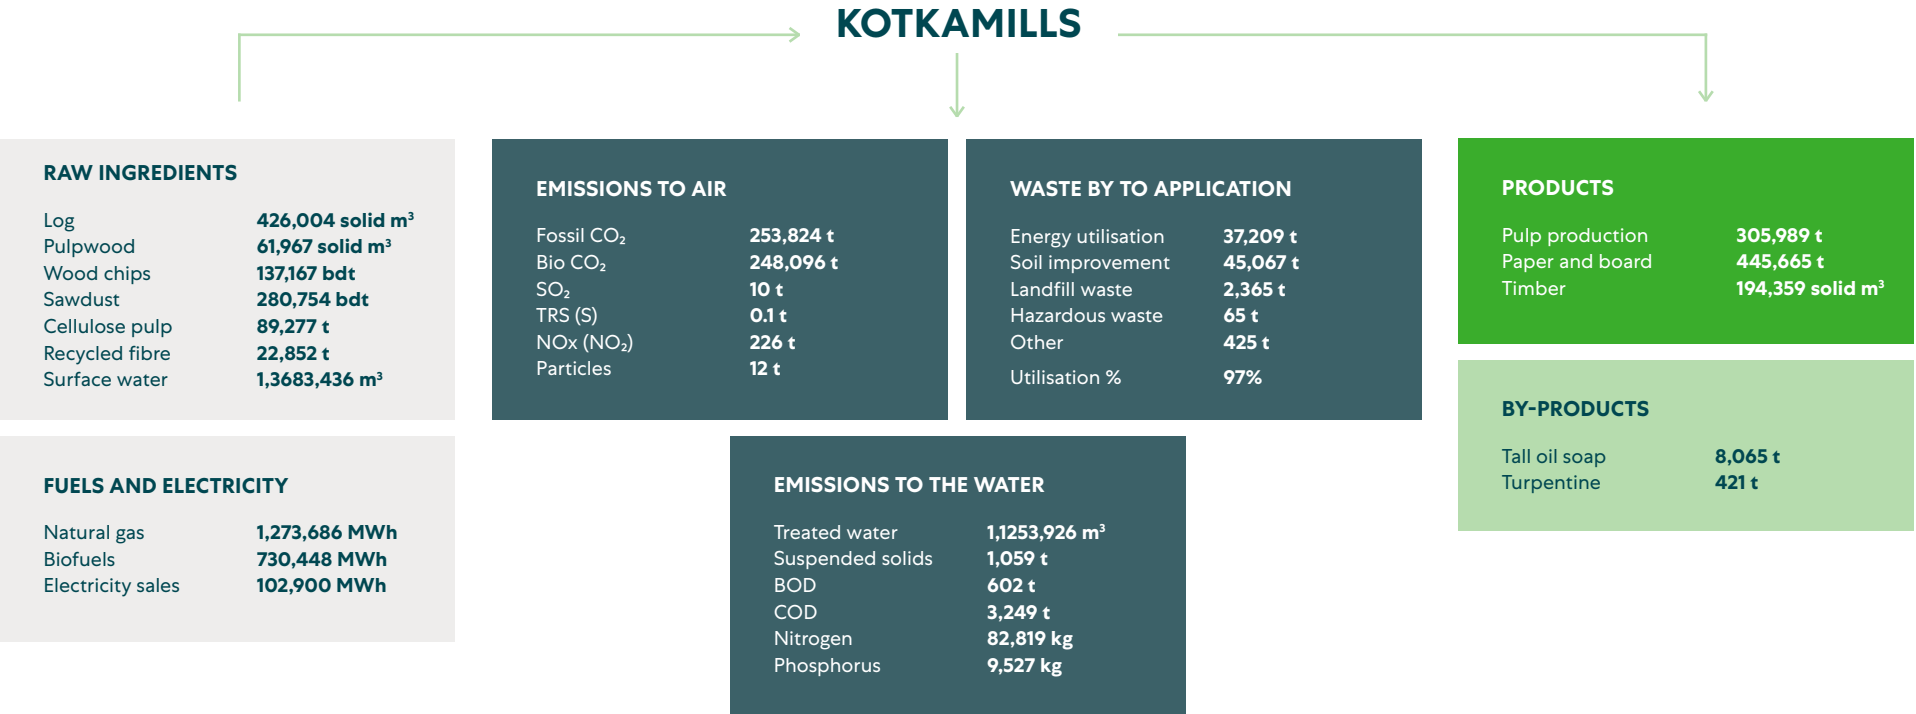 KOTKAMILLS
RAW INGREDIENTS
Log 426,004 solid m³
Pulpwood 61,967 solid m³
Wood chips 137,167 bdt
Sawdust 280,754 bdt
Cellulose pulp 89,277 t
Recycled fibre 22,852 t
Surface water 1,3683,436 m³
FUELS AND ELECTRICITY
Natural gas 1,273,686 MWh
Biofuels 730,448 MWh
Electricity sales 102,900 MWh
EMISSIONS TO AIR
Fossil CO₂ 253,824 t
Bio CO₂ 248,096 t
SO₂ 10 t
TRS (S) 0.1 t
NOx (NO₂) 226 t
Particles 12 t
WASTE BY TO APPLICATION
Energy utilisation 37,209 t
Soil improvement 45,067 t
Landfill waste 2,365 t
Hazardous waste 65 t
Other 425 t
Utilisation % 97%
EMISSIONS TO THE WATER
Treated water 1,1253,926 m³
Suspended solids 1,059 t
BOD 602 t
COD 3,249 t
Nitrogen 82,819 kg
Phosphorus 9,527 kg
PRODUCTS
Pulp production 305,989 t
Paper and board 445,665 t
Timber 194,359 solid m³
BY-PRODUCTS
Tall oil soap 8,065 t
Turpentine 421 t